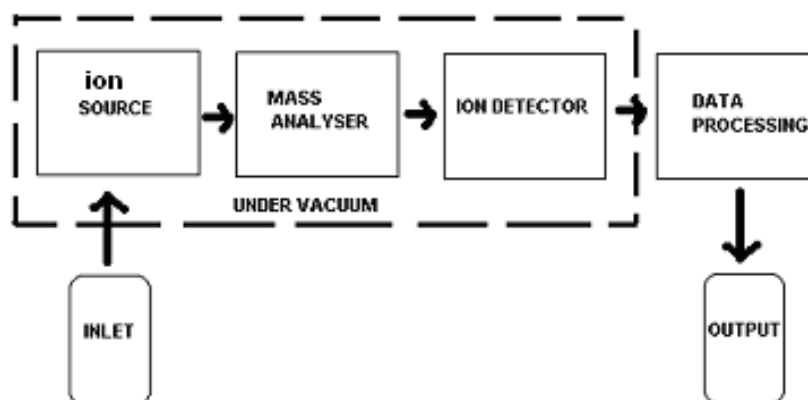 ion
SOURCE
MASS
ANALYSER
ION DETECTOR
DATA
PROCESSING
UNDER VACUUM
INLET
OUTPUT